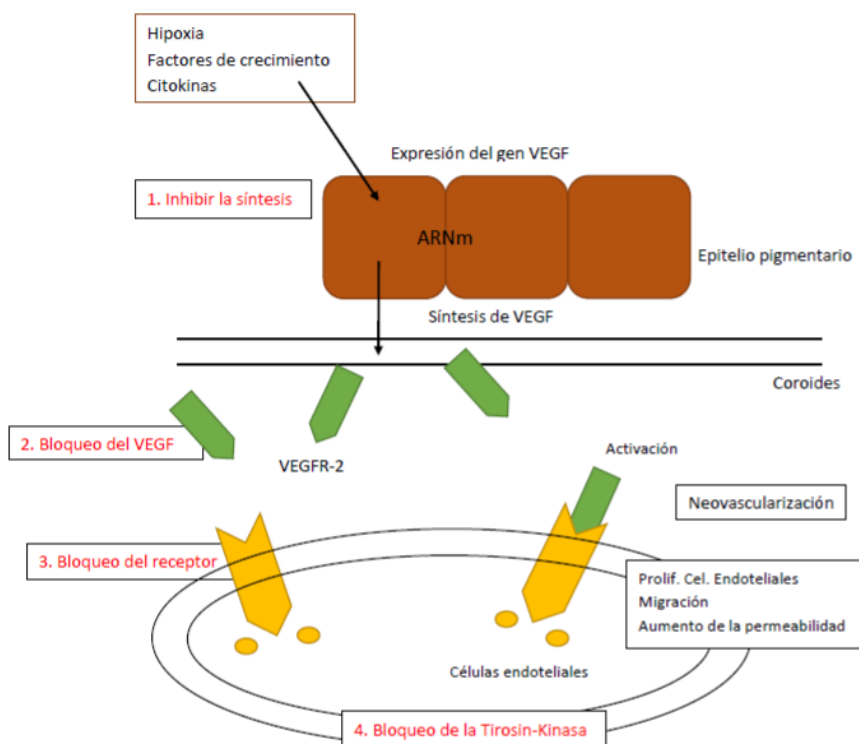 Hipoxia
Factores de crecimiento
Citokinas
Expresión del gen VEGF
1. Inhibir la síntesis
ARNm
Epitelio pigmentario
Síntesis de VEGF
Coroides
2. Bloqueo del VEGF
VEGFR-2
Activación
Neovascularización
3. Bloqueo del receptor
Prolif. Cel. Endoteliales
Migración
Aumento de la permeabilidad
Células endoteliales
4. Bloqueo de la Tirosin-Kinasa